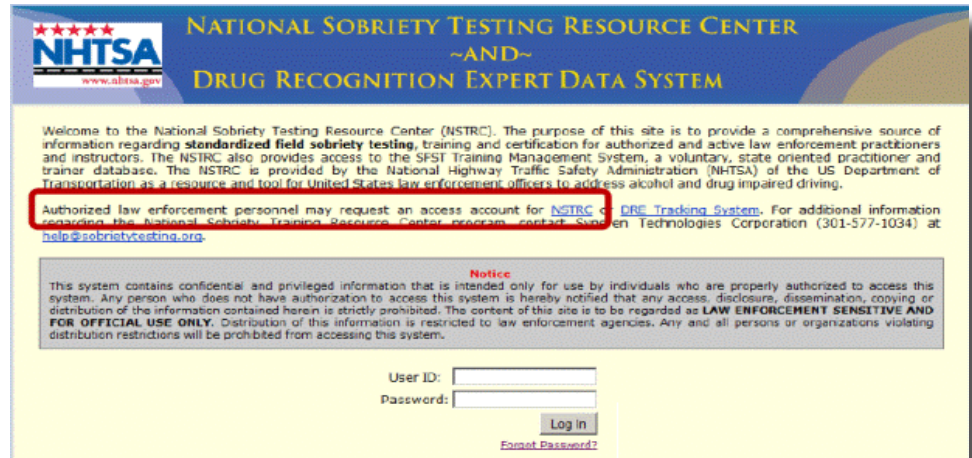 NHTSA
www.nhtsa.gov
NATIONAL SOBRIETY TESTING RESOURCE CENTER
~AND~
DRUG RECOGNITION EXPERT DATA SYSTEM
Welcome to the National Sobriety Testing Resource Center (NSTRC). The purpose of this site is to provide a comprehensive source of
information regarding standardized field sobriety testing, training and certification for authorized and active law enforcement practitioners
and instructors. The NSTRC also provides access to the SFST Training Management System, a voluntary, state oriented practitioner and
trainer database. The NSTRC is provided by the National Highway Traffic Safety Administration (NHTSA) of the US Department of
Transportation as a resource and tool for United States law enforcement officers to address alcohol and drug impaired driving.
Authorized law enforcement personnel may request an access account for NSTRC or DRE Tracking System. For additional information
regarding the National Sobriety Training Resource Center program, contact Syneren Technologies Corporation (301-577-1034) at
help@sobrietytesting.org.
Notice
This system contains confidential and privileged information that is intended only for use by individuals who are properly authorized to access this
system. Any person who does not have authorization to access this system is hereby notified that any access, disclosure, dissemination, copying or
distribution of the information contained herein is strictly prohibited. The content of this site is to be regarded as LAW ENFORCEMENT SENSITIVE AND
FOR OFFICIAL USE ONLY. Distribution of this information is restricted to law enforcement agencies. Any and all persons or organizations violating
distribution restrictions will be prohibited from accessing this system.
User ID:
Password:
Log In
Forgot Password?